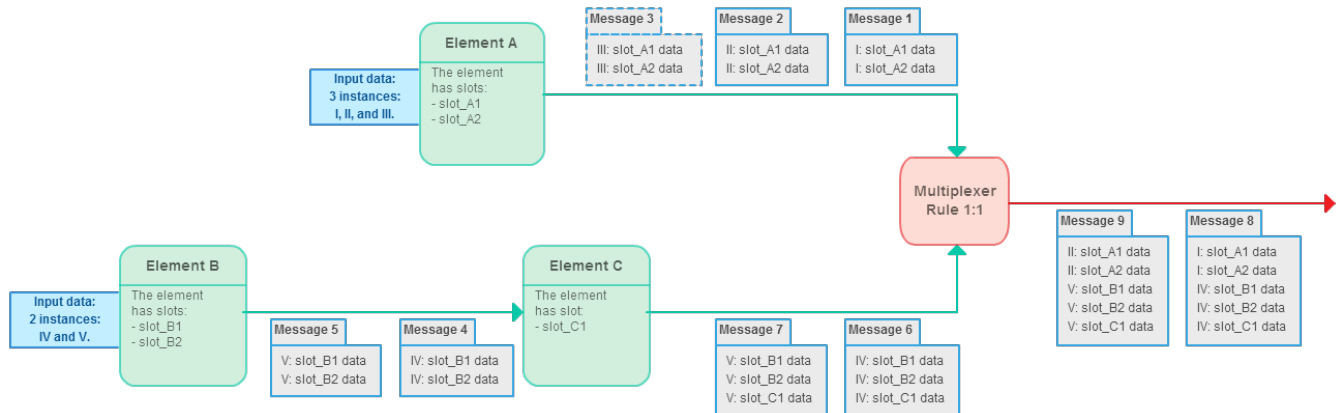 Message 3
III: slot_A1 data
III: slot_A2 data
Message 2
II: slot_A1 data
II: slot_A2 data
Message 1
I: slot_A1 data
I: slot_A2 data
Element A
The element
has slots:
- slot_A1
- slot_A2
Input data:
3 instances:
I, II, and III.
Multiplexer
Rule 1:1
Message 9
II: slot_A1 data
II: slot_A2 data
V: slot_B1 data
V: slot_B2 data
V: slot_C1 data
Message 8
I: slot_A1 data
I: slot_A2 data
IV: slot_B1 data
IV: slot_B2 data
IV: slot_C1 data
Element B
The element
has slots:
- slot_B1
- slot_B2
Input data:
2 instances:
IV and V.
Message 5
V: slot_B1 data
V: slot_B2 data
Message 4
IV: slot_B1 data
IV: slot_B2 data
Element C
The element
has slot:
- slot_C1
Message 7
V: slot_B1 data
V: slot_B2 data
V: slot_C1 data
Message 6
IV: slot_B1 data
IV: slot_B2 data
IV: slot_C1 data